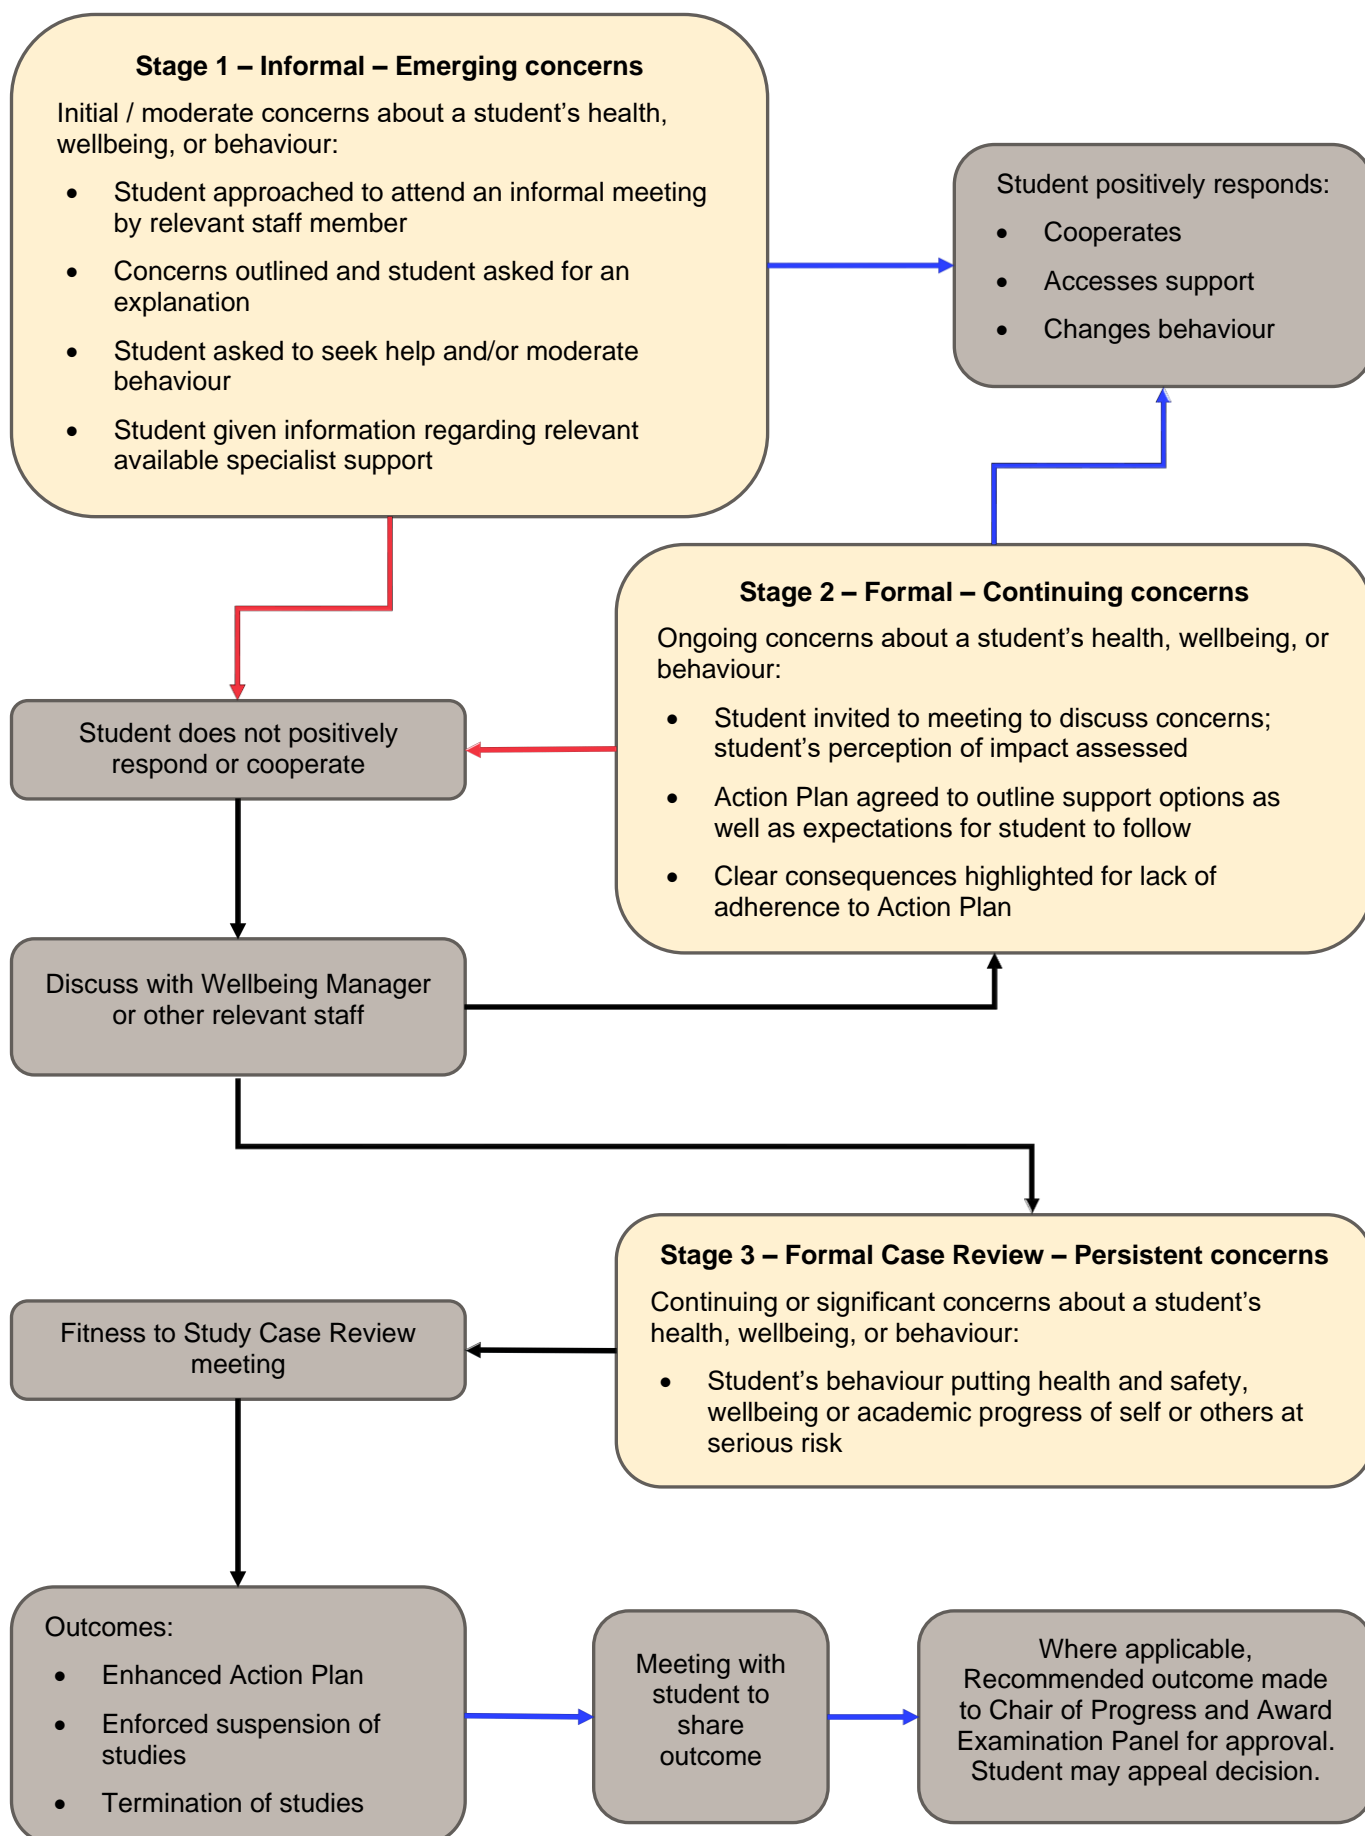 Stage 1 – Informal – Emerging concerns
Initial / moderate concerns about a student’s health,
wellbeing, or behaviour:
• Student approached to attend an informal meeting
by relevant staff member
• Concerns outlined and student asked for an
explanation
• Student asked to seek help and/or moderate
behaviour
• Student given information regarding relevant
available specialist support
Student positively responds:
• Cooperates
• Accesses support
• Changes behaviour
Stage 2 – Formal – Continuing concerns
Ongoing concerns about a student’s health, wellbeing, or
behaviour:
• Student invited to meeting to discuss concerns;
student’s perception of impact assessed
• Action Plan agreed to outline support options as
well as expectations for student to follow
• Clear consequences highlighted for lack of
adherence to Action Plan
Student does not positively
respond or cooperate
Discuss with Wellbeing Manager
or other relevant staff
Stage 3 – Formal Case Review – Persistent concerns
Continuing or significant concerns about a student’s
health, wellbeing, or behaviour:
• Student’s behaviour putting health and safety,
wellbeing or academic progress of self or others at
serious risk
Fitness to Study Case Review
meeting
Outcomes:
• Enhanced Action Plan
• Enforced suspension of
studies
• Termination of studies
Meeting with
student to
share
outcome
Where applicable,
Recommended outcome made
to Chair of Progress and Award
Examination Panel for approval.
Student may appeal decision.